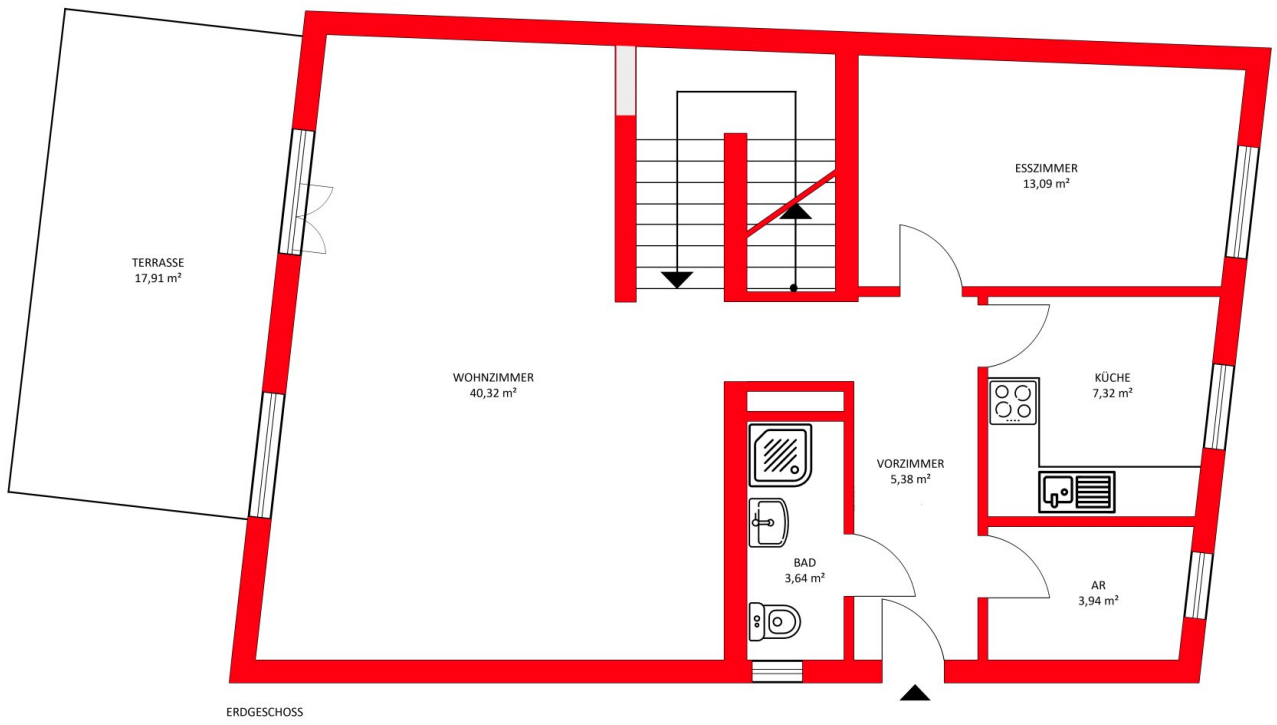 ESSZIMMER
13,09 m²
TERRASSE
17,91 m²
WOHNZIMMER
40,32 m²
KÜCHE
7,32 m²
VORZIMMER
5,38 m²
BAD
3,64 m²
AR
3,94 m²
ERDGESCHOSS